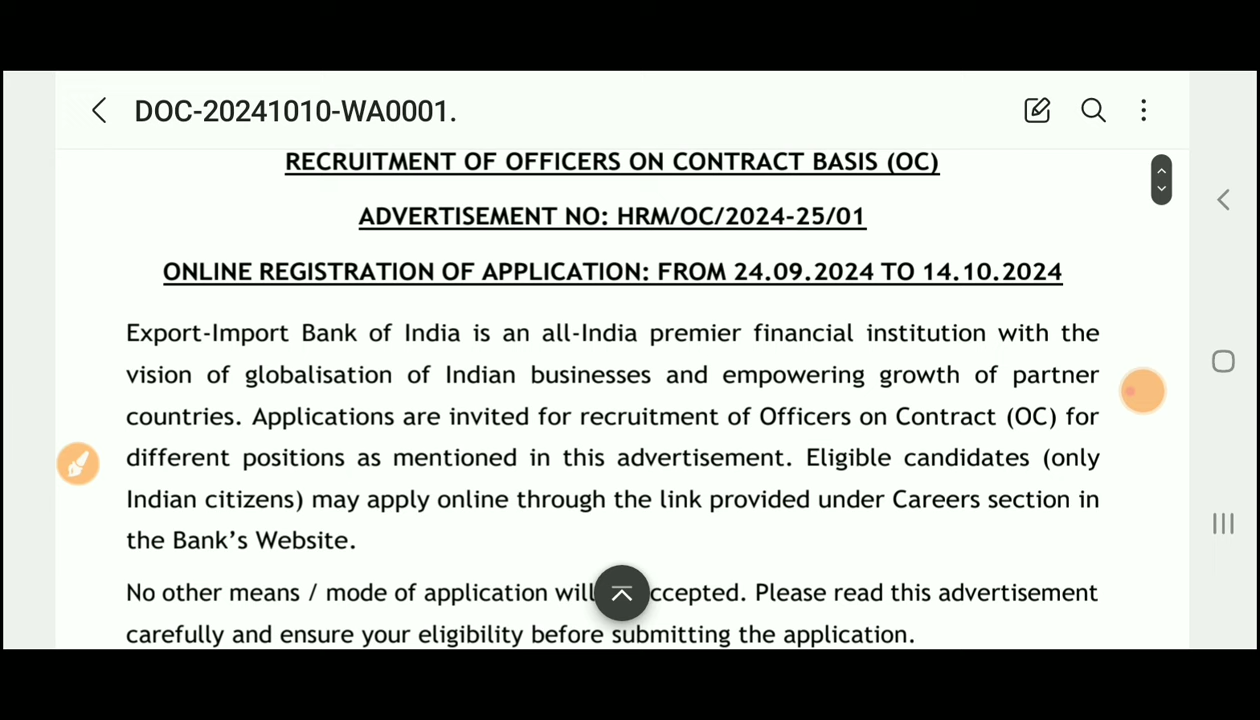 DOC-20241010-WA0001.
RECRUITMENT OF OFFICERS ON CONTRACT BASIS (OC)
ADVERTISEMENT NO: HRM/OC/2024-25/01
ONLINE REGISTRATION OF APPLICATION: FROM 24.09.2024 TO 14.10.2024
Export-Import Bank of India is an all-India premier financial institution with the
vision of globalisation of Indian businesses and empowering growth of partner
countries. Applications are invited for recruitment of Officers on Contract (OC) for
different positions as mentioned in this advertisement. Eligible candidates (only
Indian citizens) may apply online through the link provided under Careers section in
the Bank’s Website.
No other means / mode of application will ccepted. Please read this advertisement
carefully and ensure your eligibility before submitting the application.